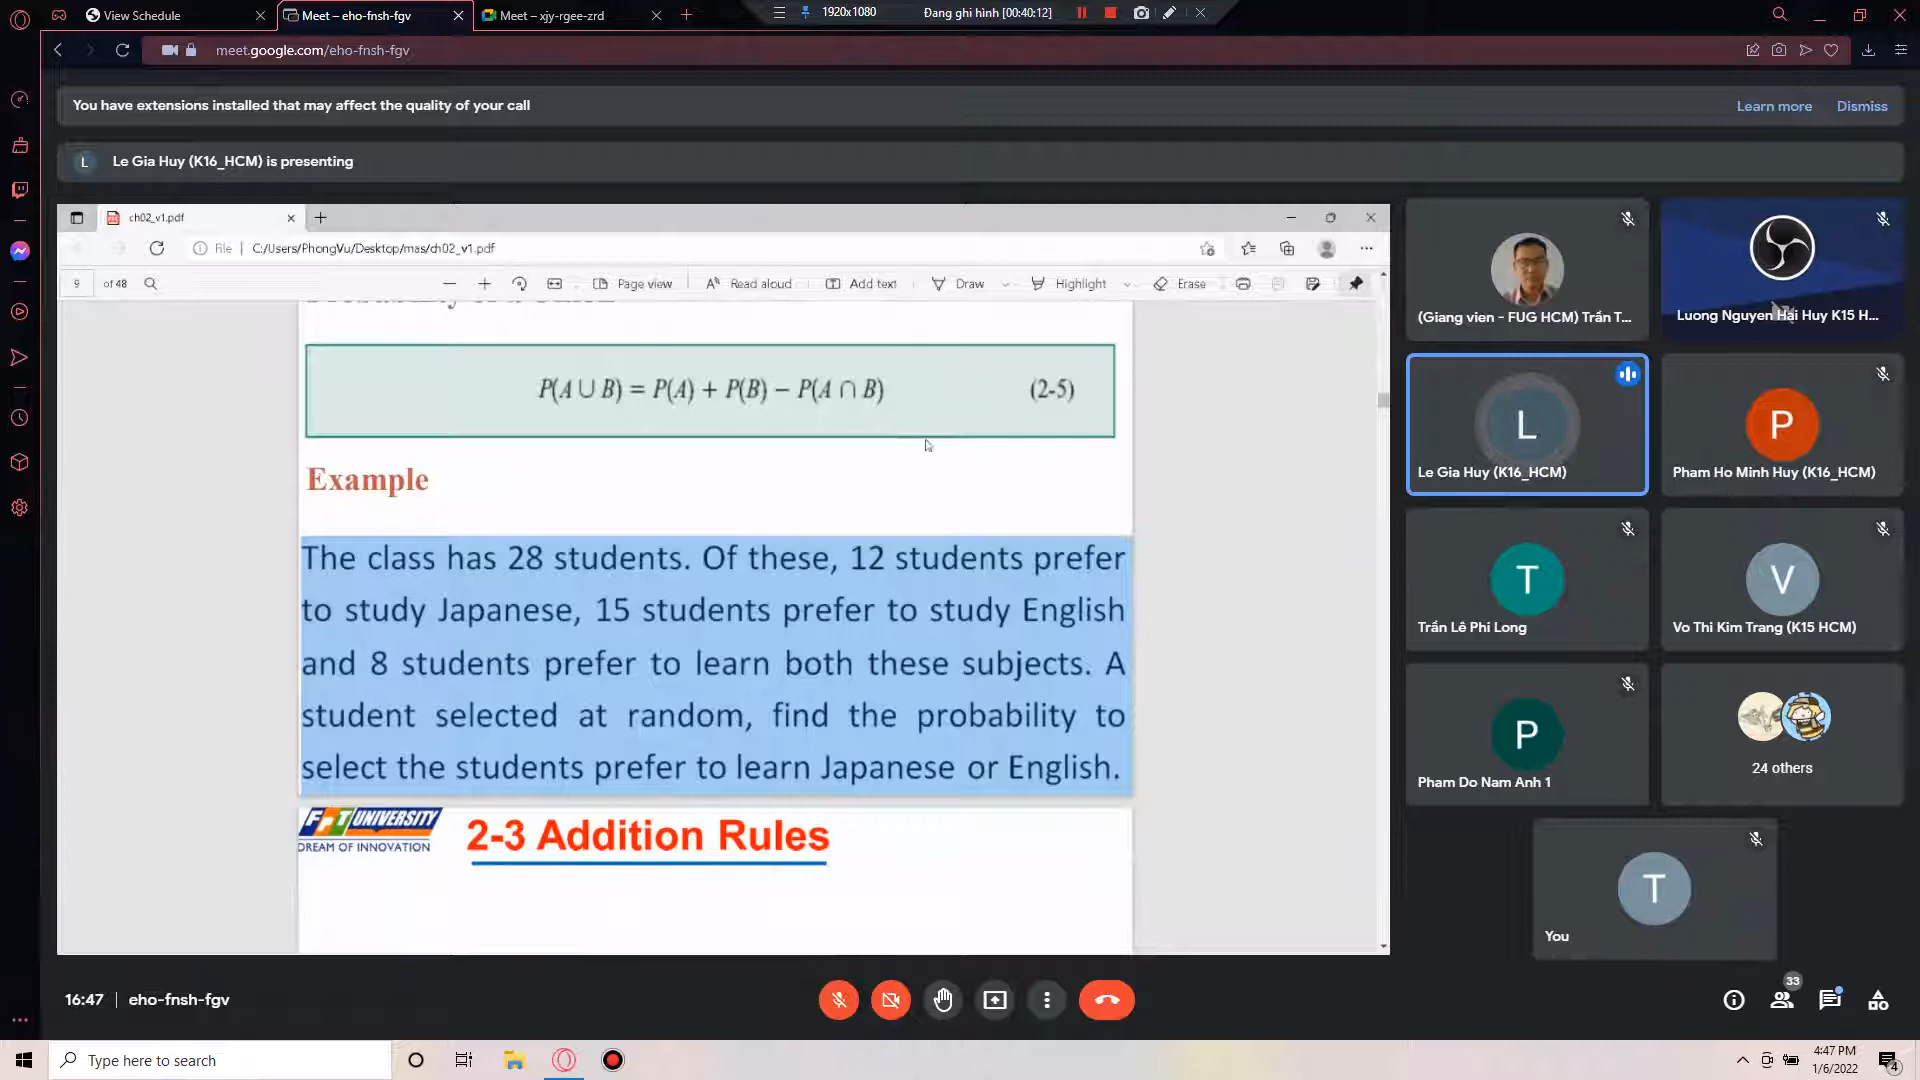 View Schedule
Meet – eho-fnsh-fgv
Meet – xjy-rgee-zrd
1920x1080
Đang ghi hình [00:40:12]
meet.google.com/eho-fnsh-fgv
You have extensions installed that may affect the quality of your call
Learn more
Dismiss
L
Le Gia Huy (K16_HCM) is presenting
ch02_v1.pdf
File
C:/Users/PhongVu/Desktop/mas/ch02_v1.pdf
9
of 48
Page view
Read aloud
Add text
Draw
Highlight
Erase
P(A ∪ B) = P(A) + P(B) − P(A ∩ B)
(2-5)
Example
The class has 28 students. Of these, 12 students prefer
to study Japanese, 15 students prefer to study English
and 8 students prefer to learn both these subjects. A
student selected at random, find the probability to
select the students prefer to learn Japanese or English.
FPT UNIVERSITY
DREAM OF INNOVATION
2-3 Addition Rules
(Giang vien - FUG HCM) Trần T...
Luong Nguyen Hai Huy K15 H...
L
Le Gia Huy (K16_HCM)
P
Pham Ho Minh Huy (K16_HCM)
T
Trần Lê Phi Long
V
Vo Thi Kim Trang (K15 HCM)
P
Pham Do Nam Anh 1
24 others
T
You
16:47
eho-fnsh-fgv
33
Type here to search
4:47 PM
1/6/2022
4